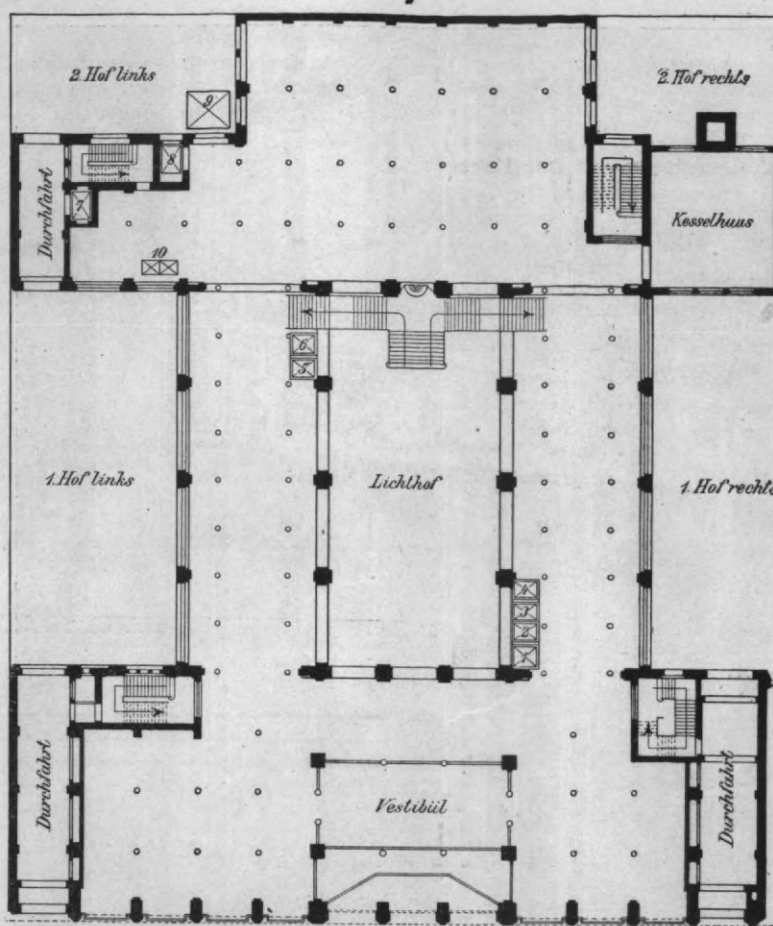 2. Hof links
2. Hof rechts
9
8
Durchfahrt
7
Kesselhaus
10
6
5
1. Hof links
Lichthof
1. Hof rechts
4
3
2
1
Durchfahrt
Vestibül
Durchfahrt